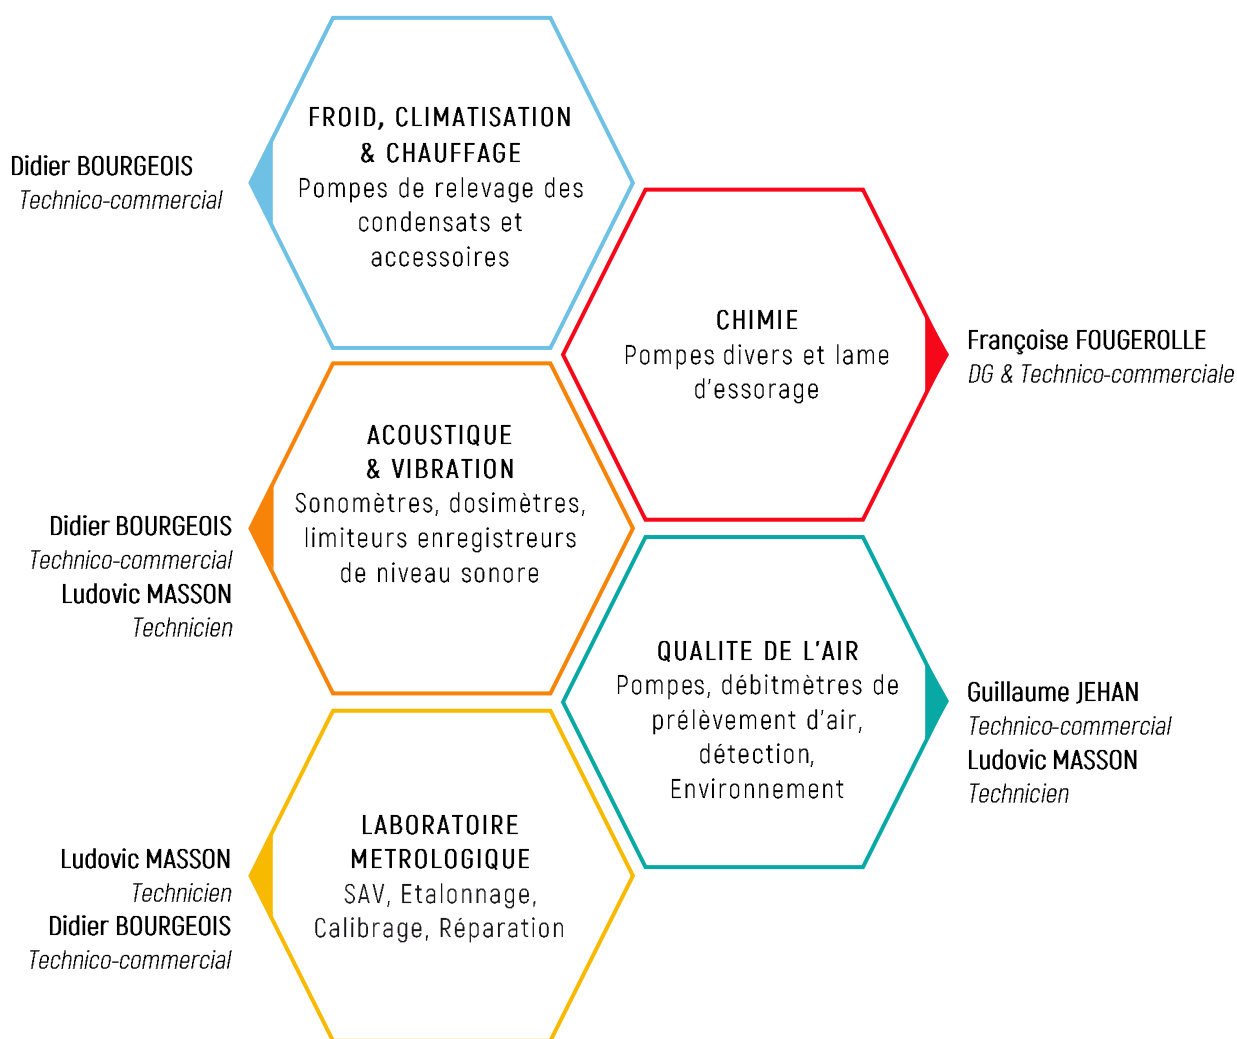 Didier BOURGEOIS
Technico-commercial
FROID, CLIMATISATION
& CHAUFFAGE
Pompes de relevage des
condensats et
accessoires
CHIMIE
Pompes divers et lame
d'essorage
Françoise FOUGEROLLE
DG & Technico-commerciale
Didier BOURGEOIS
Technico-commercial
Ludovic MASSON
Technicien
ACOUSTIQUE
& VIBRATION
Sonomètres, dosimètres,
limiteurs enregistreurs
de niveau sonore
QUALITE DE L'AIR
Pompes, débitmètres de
prélèvement d'air,
détection,
Environnement
Guillaume JEHAN
Technico-commercial
Ludovic MASSON
Technicien
Ludovic MASSON
Technicien
Didier BOURGEOIS
Technico-commercial
LABORATOIRE
METROLOGIQUE
SAV, Etalonnage,
Calibrage, Réparation